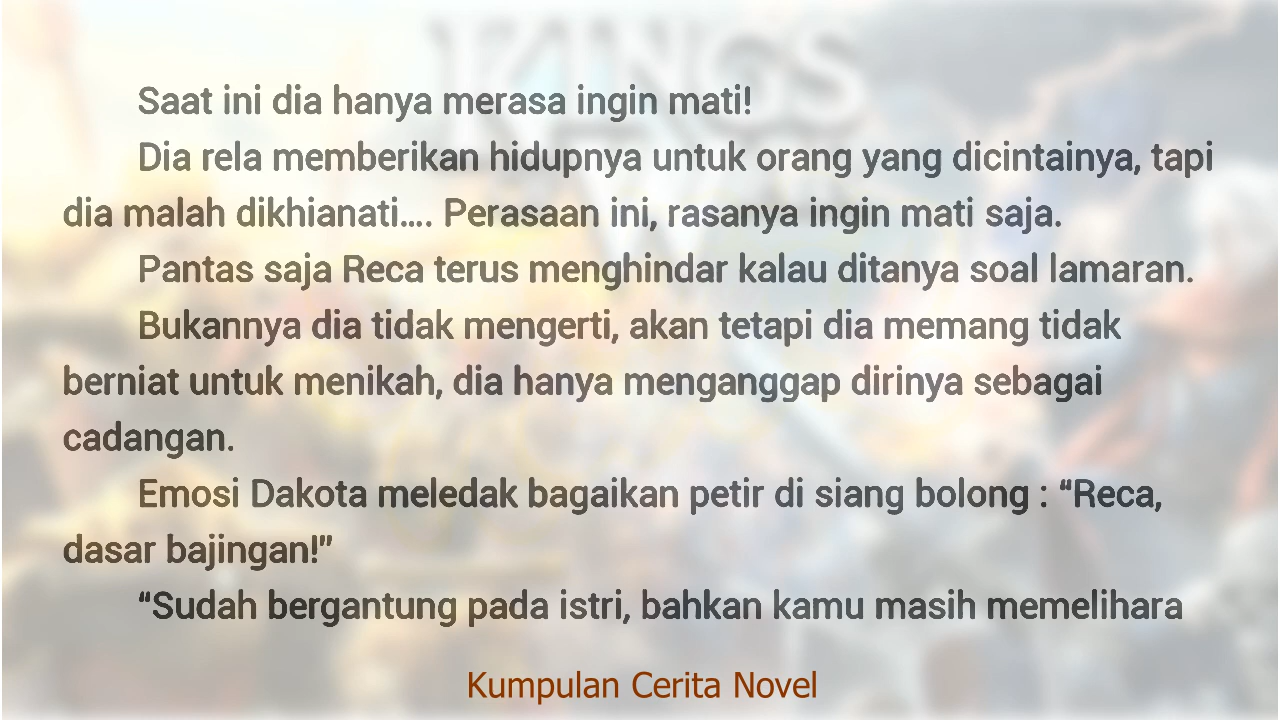 KINGS
Saat ini dia hanya merasa ingin mati!
Dia rela memberikan hidupnya untuk orang yang dicintainya, tapi
dia malah dikhianati.... Perasaan ini, rasanya ingin mati saja.
Pantas saja Reca terus menghindar kalau ditanya soal lamaran.
Bukannya dia tidak mengerti, akan tetapi dia memang tidak
berniat untuk menikah, dia hanya menganggap dirinya sebagai
cadangan.
Emosi Dakota meledak bagaikan petir di siang bolong : “Reca,
dasar bajingan!”
“Sudah bergantung pada istri, bahkan kamu masih memelihara
Kumpulan Cerita Novel